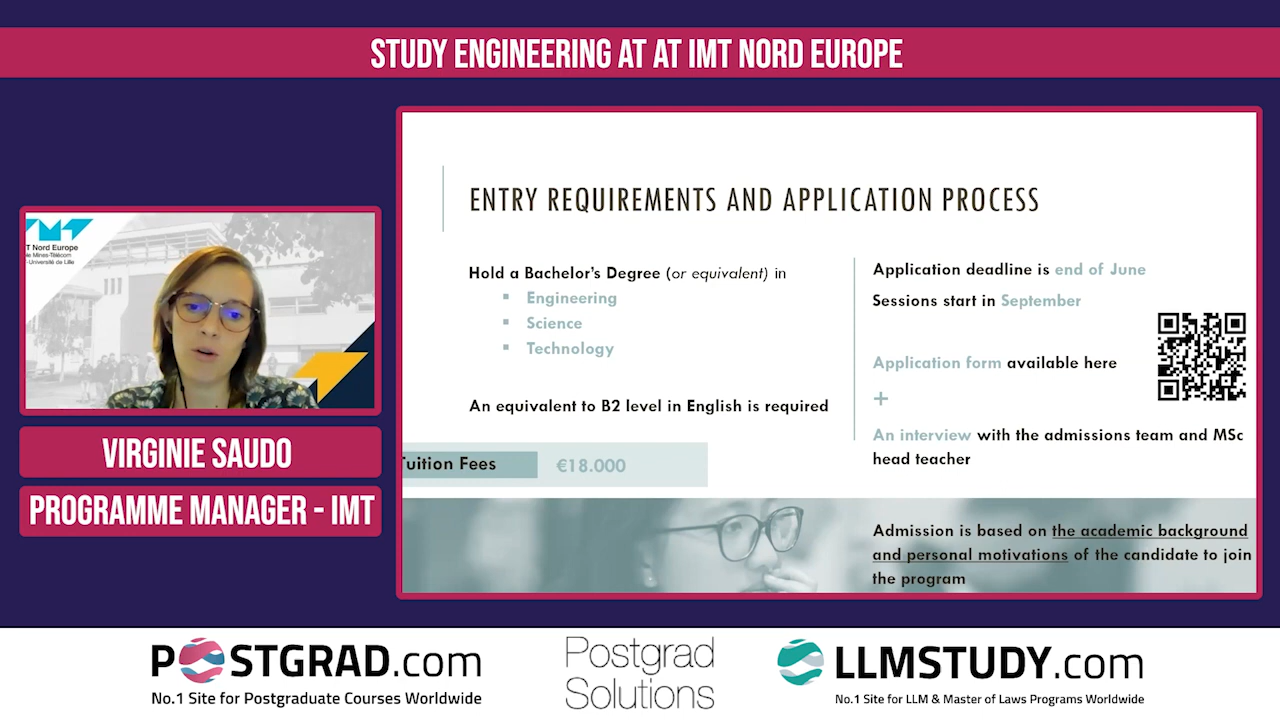 STUDY ENGINEERING AT AT IMT NORD EUROPE
T Nord Europe
Mines-Télécom
Université de Lille
VIRGINIE SAUDO
PROGRAMME MANAGER - IMT
ENTRY REQUIREMENTS AND APPLICATION PROCESS
Hold a Bachelor's Degree (or equivalent) in
▪ Engineering
▪ Science
▪ Technology
An equivalent to B2 level in English is required
Tuition Fees €18.000
Application deadline is end of June
Sessions start in September
Application form available here
+
An interview with the admissions team and MSc
head teacher
Admission is based on the academic background
and personal motivations of the candidate to join
the program
POSTGRAD.com
No.1 Site for Postgraduate Courses Worldwide
Postgrad
Solutions
LLMSTUDY.com
No.1 Site for LLM & Master of Laws Programs Worldwide